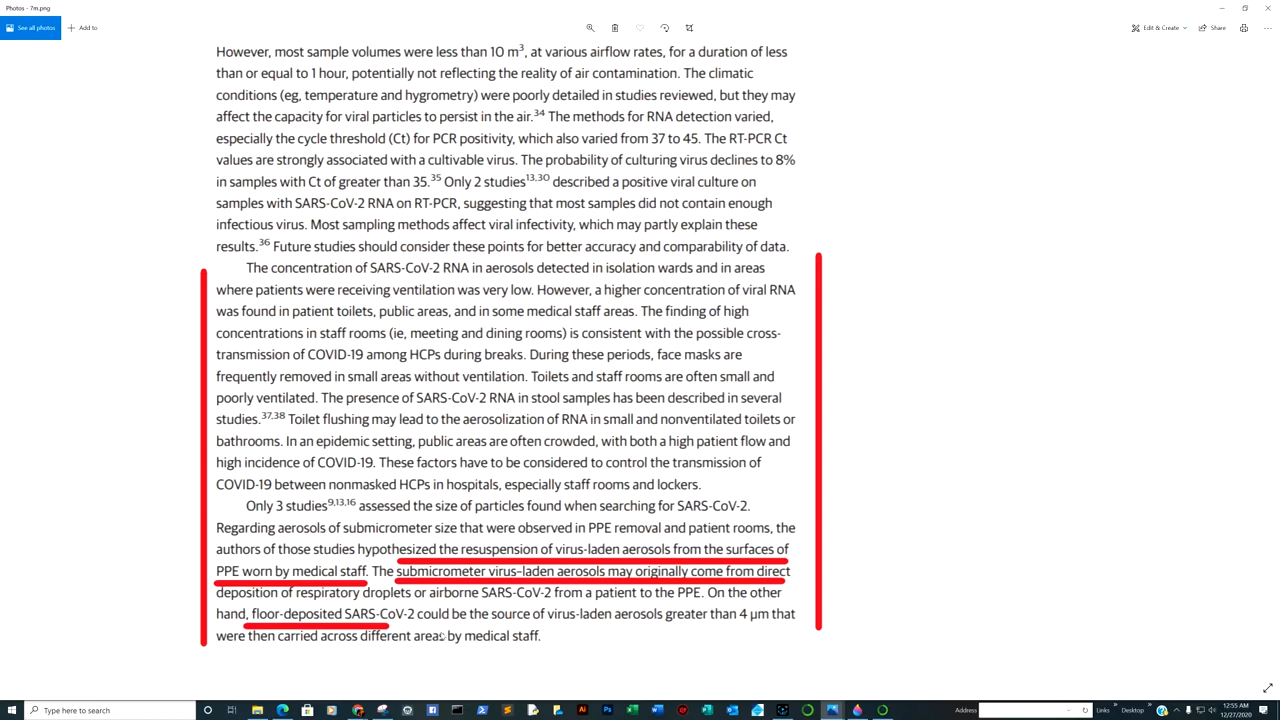 Photos - 7m.png
See all photos
Add to
Edit & Create
Share
However, most sample volumes were less than 10 m³, at various airflow rates, for a duration of less
than or equal to 1 hour, potentially not reflecting the reality of air contamination. The climatic
conditions (eg, temperature and hygrometry) were poorly detailed in studies reviewed, but they may
affect the capacity for viral particles to persist in the air.³⁴ The methods for RNA detection varied,
especially the cycle threshold (Ct) for PCR positivity, which also varied from 37 to 45. The RT-PCR Ct
values are strongly associated with a cultivable virus. The probability of culturing virus declines to 8%
in samples with Ct of greater than 35.³⁵ Only 2 studies¹³,³⁰ described a positive viral culture on
samples with SARS-CoV-2 RNA on RT-PCR, suggesting that most samples did not contain enough
infectious virus. Most sampling methods affect viral infectivity, which may partly explain these
results.³⁶ Future studies should consider these points for better accuracy and comparability of data.
The concentration of SARS-CoV-2 RNA in aerosols detected in isolation wards and in areas
where patients were receiving ventilation was very low. However, a higher concentration of viral RNA
was found in patient toilets, public areas, and in some medical staff areas. The finding of high
concentrations in staff rooms (ie, meeting and dining rooms) is consistent with the possible cross-
transmission of COVID-19 among HCPs during breaks. During these periods, face masks are
frequently removed in small areas without ventilation. Toilets and staff rooms are often small and
poorly ventilated. The presence of SARS-CoV-2 RNA in stool samples has been described in several
studies.³⁷,³⁸ Toilet flushing may lead to the aerosolization of RNA in small and nonventilated toilets or
bathrooms. In an epidemic setting, public areas are often crowded, with both a high patient flow and
high incidence of COVID-19. These factors have to be considered to control the transmission of
COVID-19 between nonmasked HCPs in hospitals, especially staff rooms and lockers.
Only 3 studies⁹,¹³,¹⁶ assessed the size of particles found when searching for SARS-CoV-2.
Regarding aerosols of submicrometer size that were observed in PPE removal and patient rooms, the
authors of those studies hypothesized the resuspension of virus-laden aerosols from the surfaces of
PPE worn by medical staff. The submicrometer virus-laden aerosols may originally come from direct
deposition of respiratory droplets or airborne SARS-CoV-2 from a patient to the PPE. On the other
hand, floor-deposited SARS-CoV-2 could be the source of virus-laden aerosols greater than 4 μm that
were then carried across different areas by medical staff.
Type here to search
Address
Links
Desktop
12:55 AM
12/27/2020